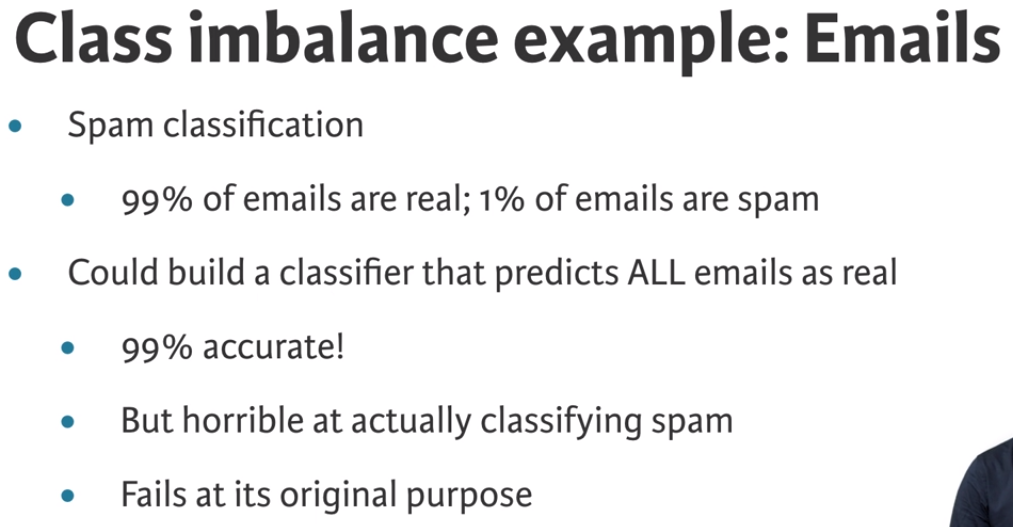 Class imbalance example: Emails
• Spam classification
• 99% of emails are real; 1% of emails are spam
• Could build a classifier that predicts ALL emails as real
• 99% accurate!
• But horrible at actually classifying spam
• Fails at its original purpose